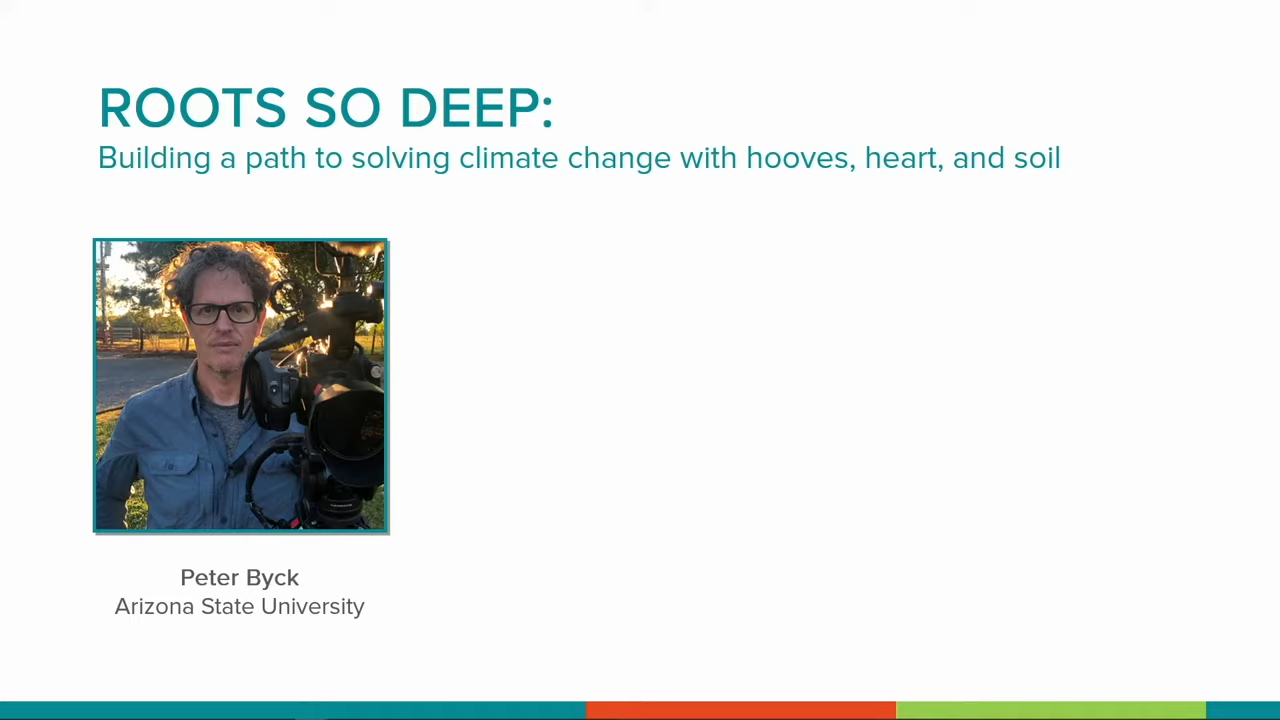 ROOTS SO DEEP:
Building a path to solving climate change with hooves, heart, and soil
Peter Byck
Arizona State University